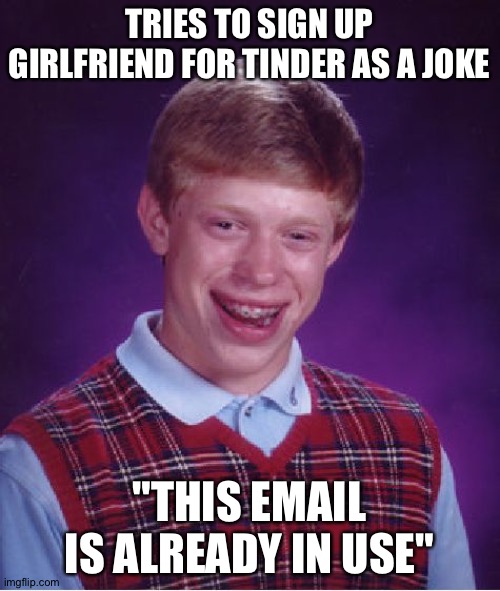 TRIES TO SIGN UP
GIRLFRIEND FOR TINDER AS A JOKE
"THIS EMAIL
IS ALREADY IN USE"
imgflip.com